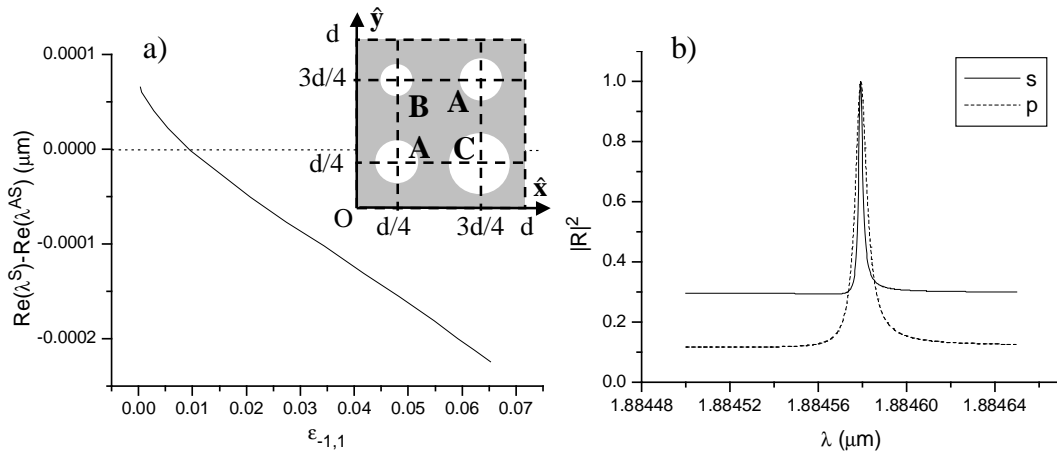 a)
Re(λ^S)-Re(λ^AS) (μm)
0.0001
0.0000
-0.0001
-0.0002
0.00 0.01 0.02 0.03 0.04 0.05 0.06 0.07
ε_-1,1
ŷ
d
3d/4
B A
A C
d/4
x̂
O
d/4 3d/4 d
b)
s
p
|R|^2
1.0
0.8
0.6
0.4
0.2
0.0
1.88448 1.88452 1.88456 1.88460 1.88464
λ (μm)